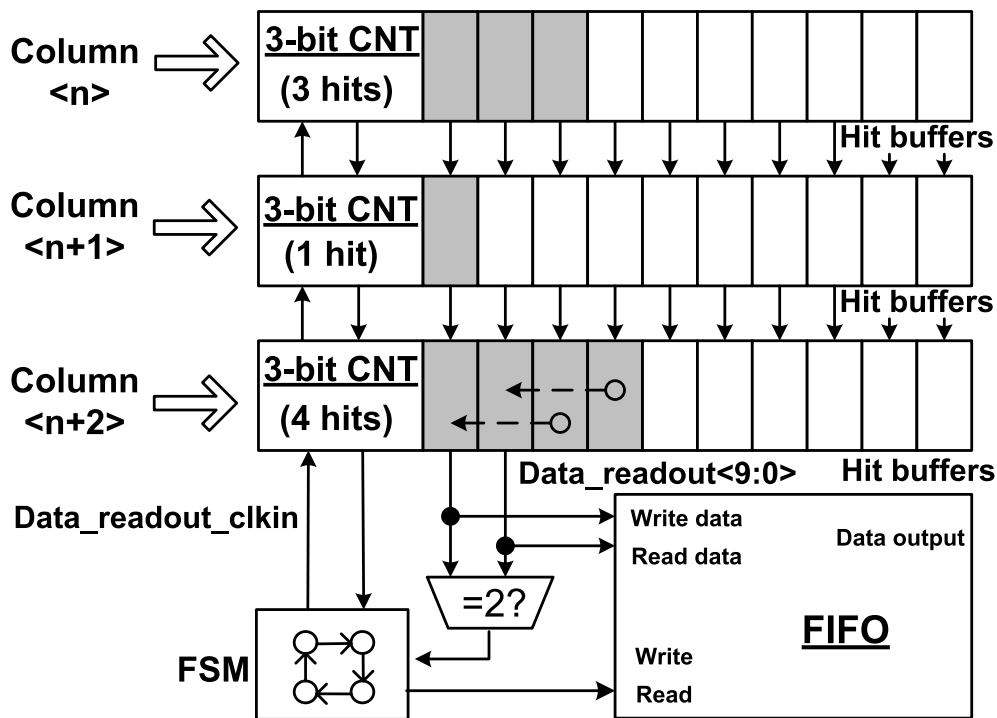 Column
<n>
3-bit CNT
(3 hits)
Hit buffers
Column
<n+1>
3-bit CNT
(1 hit)
Hit buffers
Column
<n+2>
3-bit CNT
(4 hits)
Data_readout<9:0>
Hit buffers
Data_readout_clkin
Write data
Read data
Data output
=2?
FIFO
FSM
Write
Read